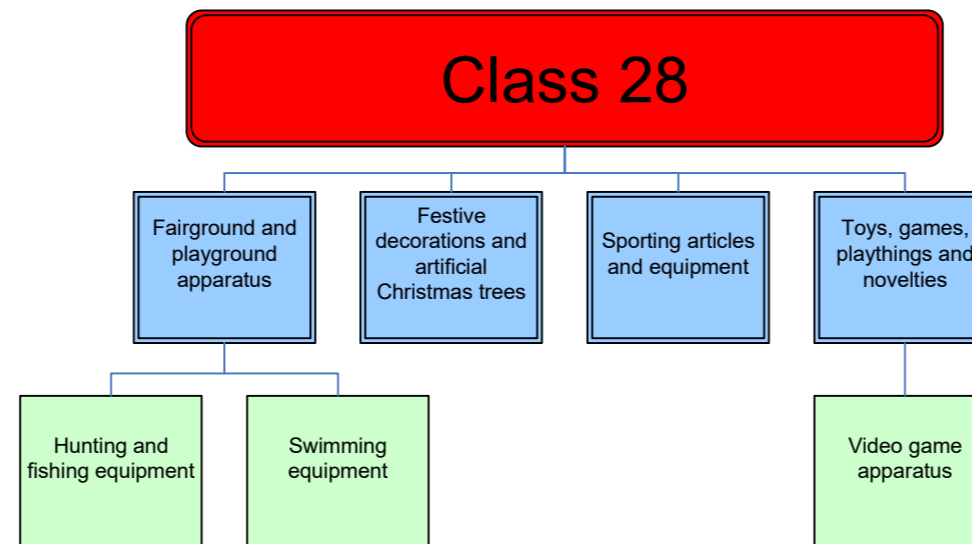 Class 28
Fairground and
playground
apparatus
Festive
decorations and
artificial
Christmas trees
Sporting articles
and equipment
Toys, games,
playthings and
novelties
Hunting and
fishing equipment
Swimming
equipment
Video game
apparatus